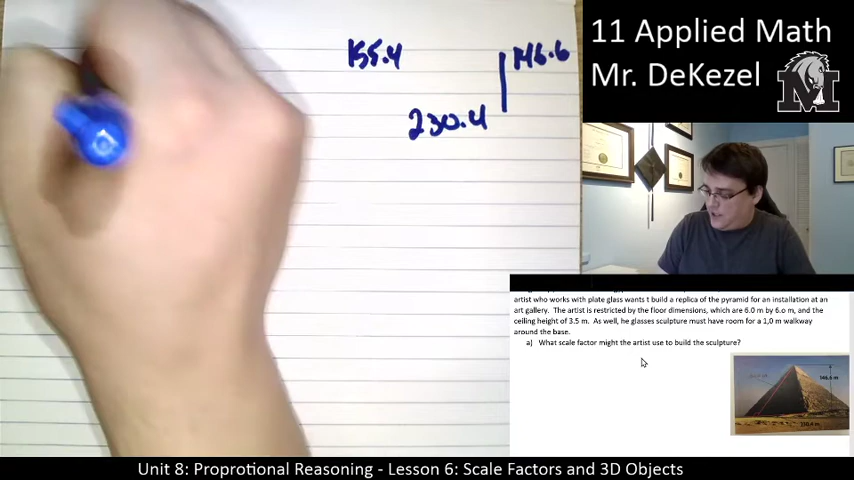 155.4
146.6
230.4
11 Applied Math
Mr. DeKezel
M
artist who works with plate glass wants t build a replica of the pyramid for an installation at an
art gallery. The artist is restricted by the floor dimensions, which are 6.0 m by 6.o m, and the
ceiling height of 3.5 m. As well, he glasses sculpture must have room for a 1,0 m walkway
around the base.
a) What scale factor might the artist use to build the sculpture?
146.6 m
230.4 m
Unit 8: Proprotional Reasoning - Lesson 6: Scale Factors and 3D Objects